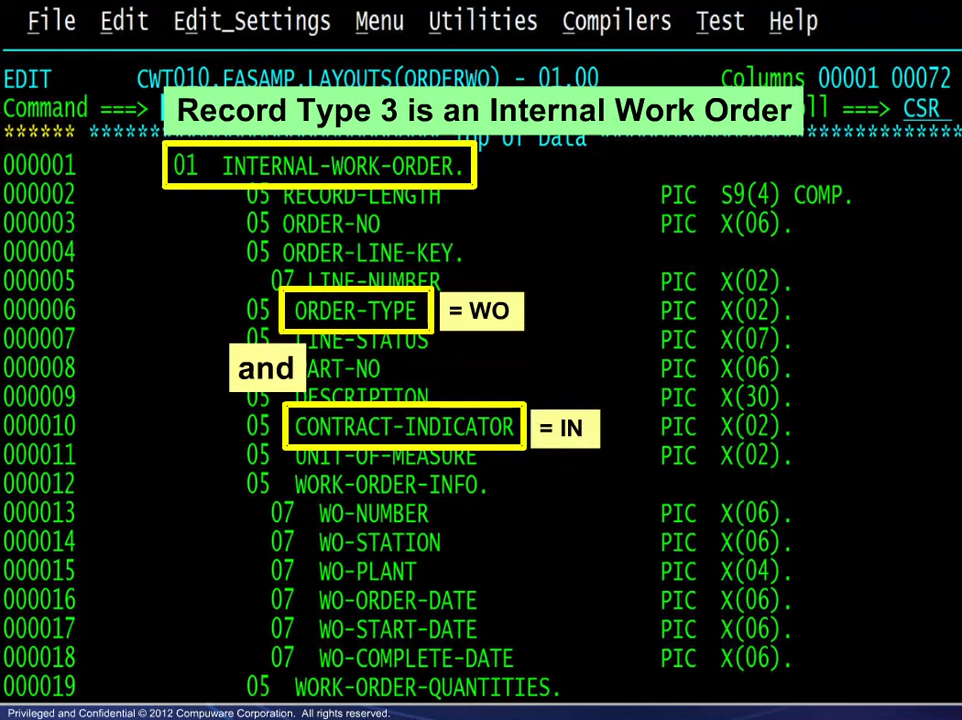 File Edit Edit_Settings Menu Utilities Compilers Test Help
EDIT CWT010.FASAMP.LAYOUTS(ORDERWO) - 01.00 Columns 00001 00072
Command ===> Record Type 3 is an Internal Work Order ===> CSR
****** Top of Data
000001 01 INTERNAL-WORK-ORDER.
000002 05 RECORD-LENGTH PIC S9(4) COMP.
000003 05 ORDER-NO PIC X(06).
000004 05 ORDER-LINE-KEY.
000005 07 LINE-NUMBER PIC X(02).
000006 05 ORDER-TYPE = WO PIC X(02).
000007 05 LINE-STATUS PIC X(07).
000008 and PART-NO PIC X(06).
000009 05 DESCRIPTION PIC X(30).
000010 05 CONTRACT-INDICATOR = IN PIC X(02).
000011 05 UNIT-OF-MEASURE PIC X(02).
000012 05 WORK-ORDER-INFO.
000013 07 WO-NUMBER PIC X(06).
000014 07 WO-STATION PIC X(06).
000015 07 WO-PLANT PIC X(04).
000016 07 WO-ORDER-DATE PIC X(06).
000017 07 WO-START-DATE PIC X(06).
000018 07 WO-COMPLETE-DATE PIC X(06).
000019 05 WORK-ORDER-QUANTITIES.
Privileged and Confidential © 2012 Compuware Corporation. All rights reserved.